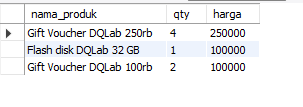 nama_produk qty harga
Gift Voucher DQLab 250rb 4 250000
Flash disk DQLab 32 GB 1 100000
Gift Voucher DQLab 100rb 2 100000